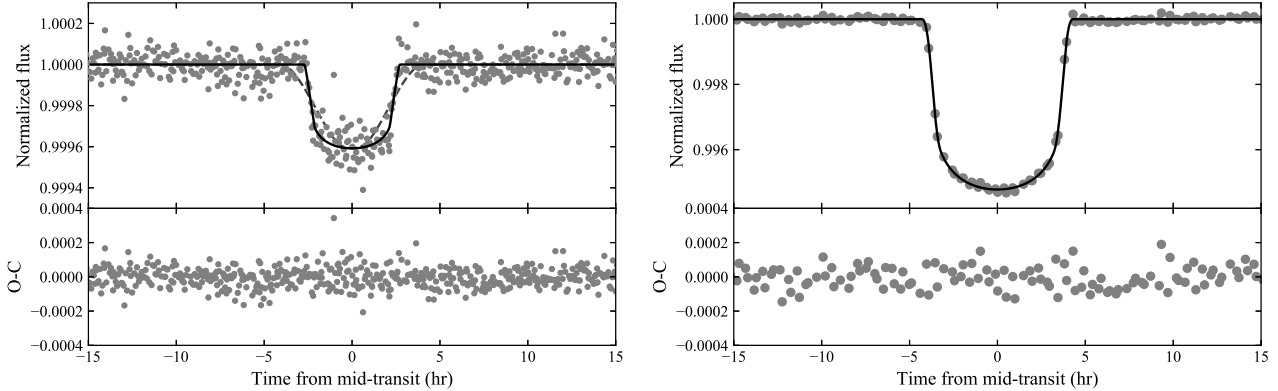 1.0002
1.0000
0.9998
0.9996
0.9994
Normalized flux
0.0004
0.0002
0.0000
−0.0002
−0.0004
O-C
−15 −10 −5 0 5 10 15
Time from mid-transit (hr)
1.000
0.998
0.996
Normalized flux
0.0004
0.0002
0.0000
−0.0002
−0.0004
O-C
−15 −10 −5 0 5 10 15
Time from mid-transit (hr)